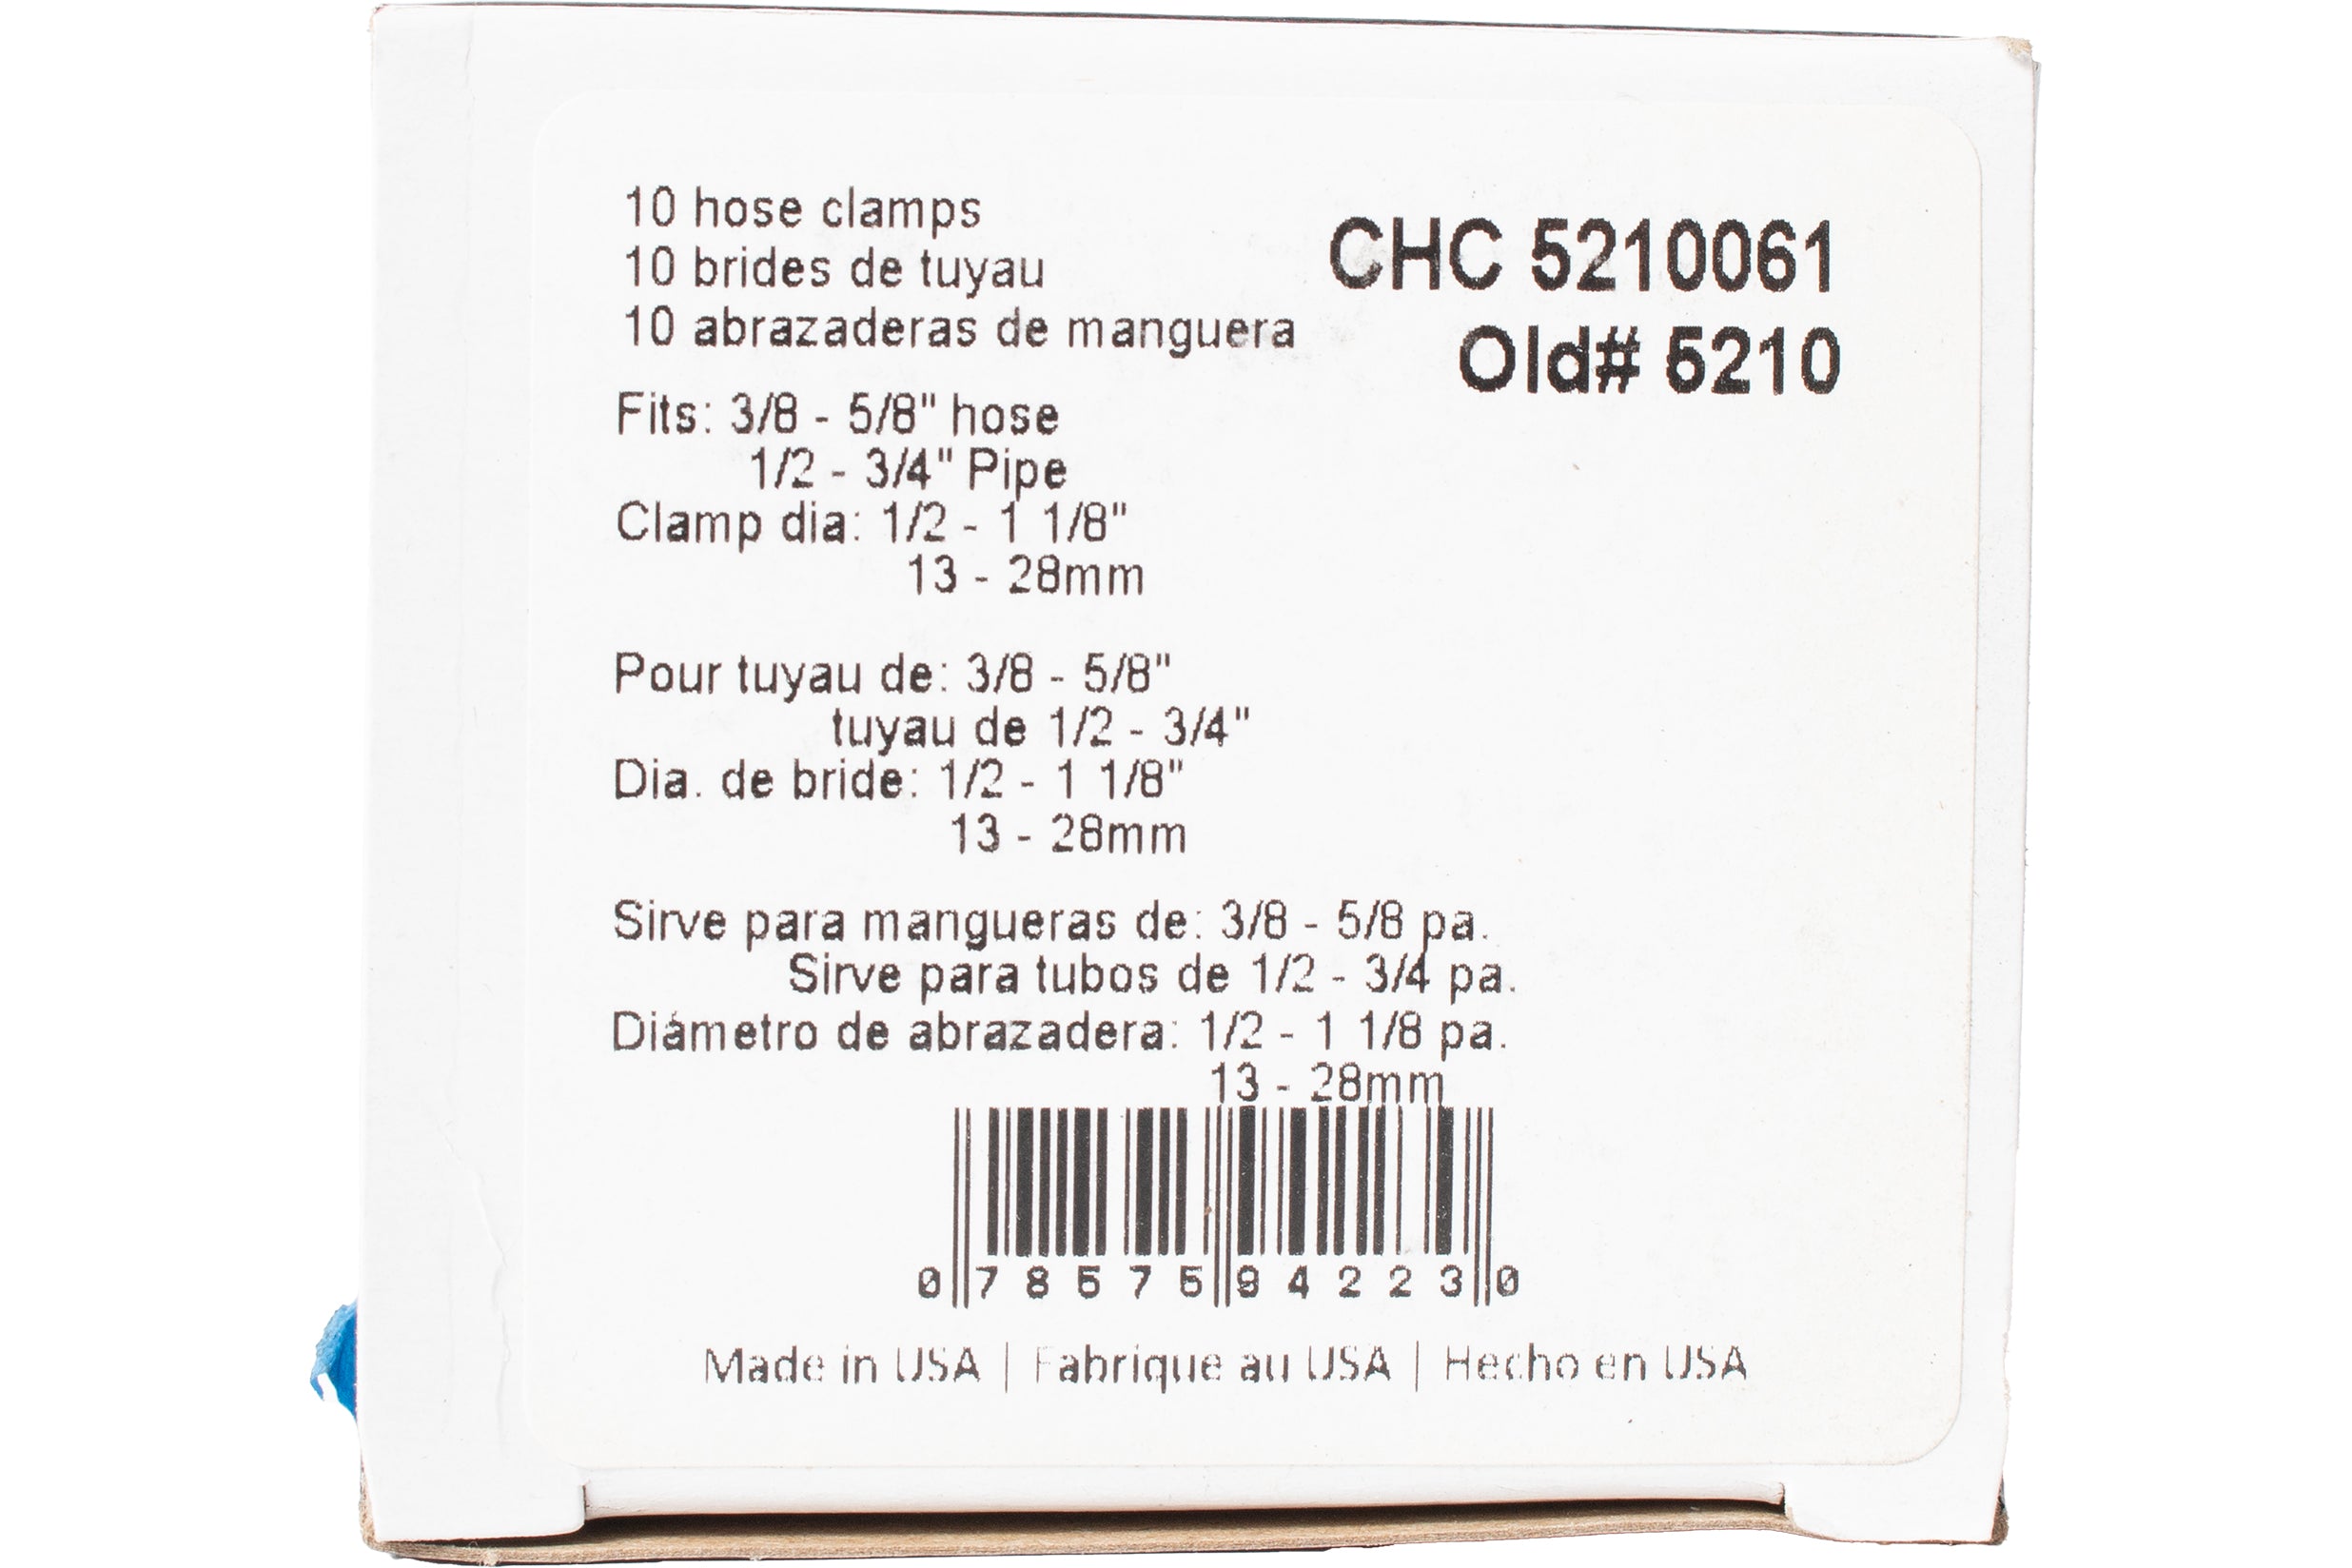 10 hose clamps
10 brides de tuyau
10 abrazaderas de manguera
CHC 5210061
Old# 5210
Fits: 3/8 - 5/8" hose
1/2 - 3/4" Pipe
Clamp dia: 1/2 - 1 1/8"
13 - 28mm
Pour tuyau de: 3/8 - 5/8"
tuyau de 1/2 - 3/4"
Dia. de bride: 1/2 - 1 1/8"
13 - 28mm
Sirve para mangueras de: 3/8 - 5/8 pa.
Sirve para tubos de 1/2 - 3/4 pa.
Diámetro de abrazadera: 1/2 - 1 1/8 pa.
13 - 28mm
0 78575 94223 0
Made in USA | Fabrique au USA | Hecho en USA